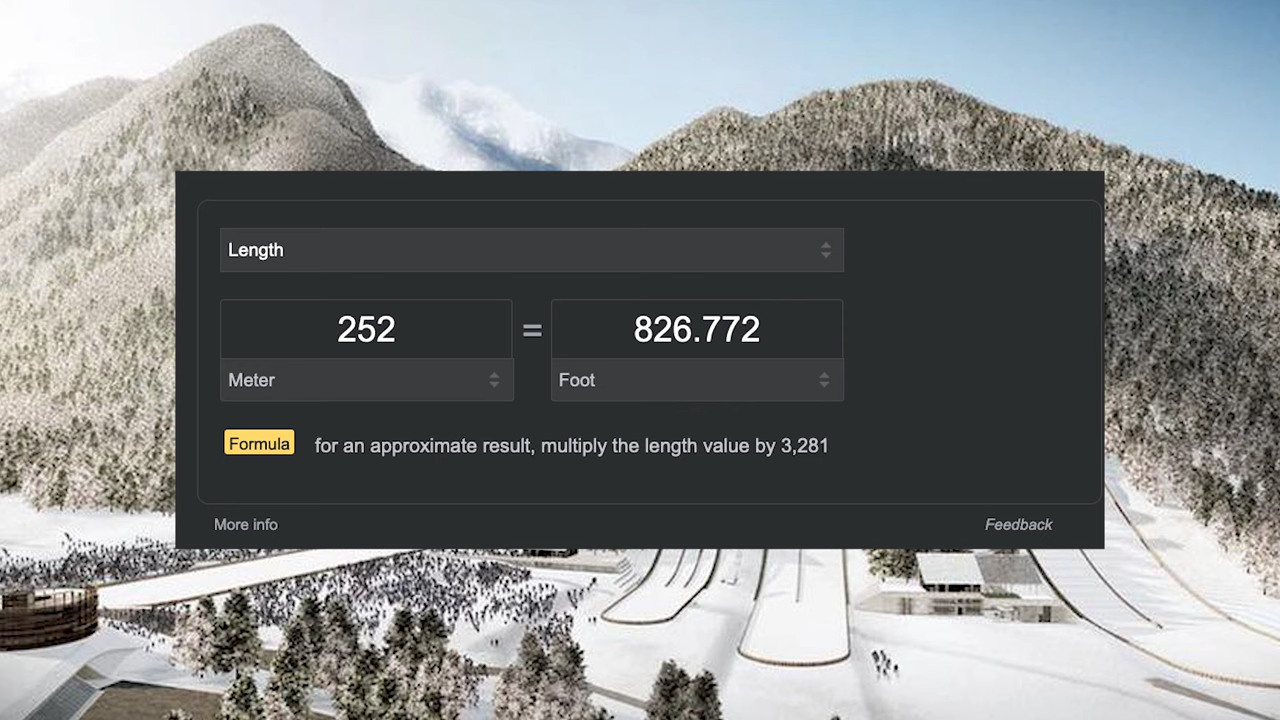 Length
252 = 826.772
Meter Foot
Formula for an approximate result, multiply the length value by 3,281
More info Feedback